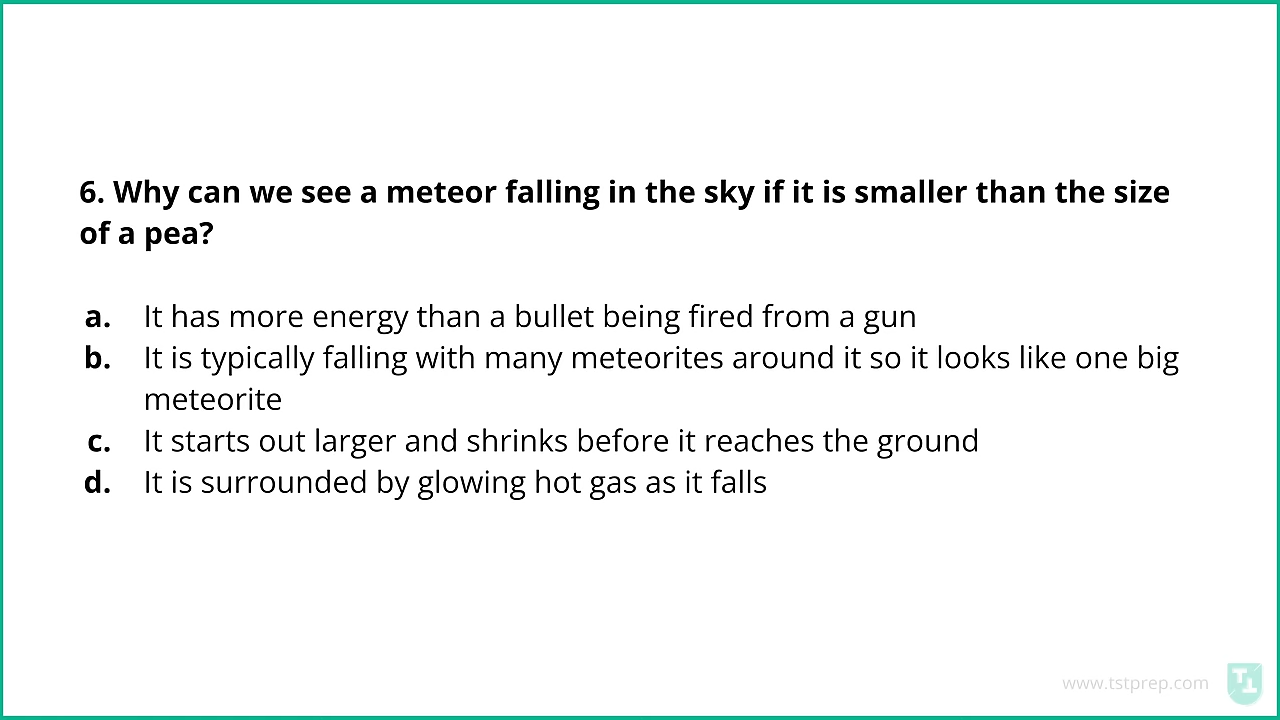 6. Why can we see a meteor falling in the sky if it is smaller than the size
of a pea?
a. It has more energy than a bullet being fired from a gun
b. It is typically falling with many meteorites around it so it looks like one big
meteorite
c. It starts out larger and shrinks before it reaches the ground
d. It is surrounded by glowing hot gas as it falls
www.tstprep.com